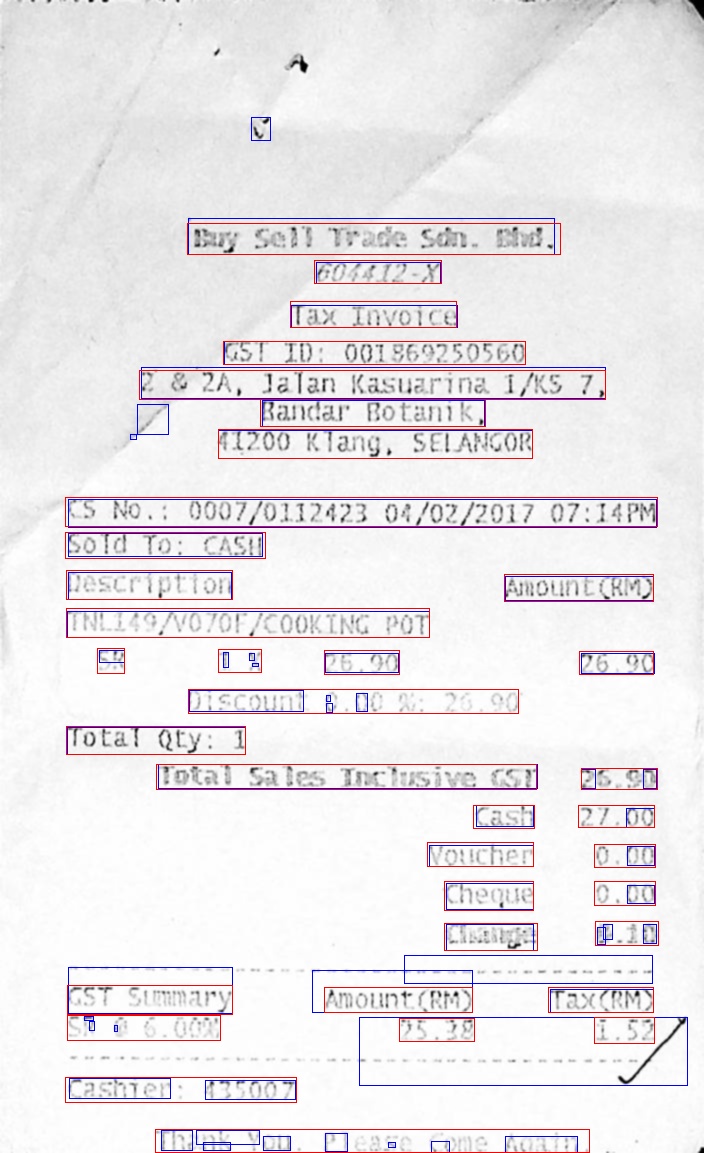 Buy Sell Trade Sdn. Bhd.
604412-X
Tax Invoice
GST ID: 001869250560
2 & 2A, Jalan Kasuarina 1/KS 7,
Bandar Botanik,
41200 Klang, SELANGOR
CS No.: 0007/0112423 04/02/2017 07:14PM
Sold To: CASH
Description Amount(RM)
TNL149/V070F/COOKING POT
SR 26.90 26.90
Discount 0.00 %: 26.90
Total Qty: 1
Total Sales Inclusive GST 26.90
Cash 27.00
Voucher 0.00
Cheque 0.00
Change 0.10
GST Summary Amount(RM) Tax(RM)
SR @ 6.00% 25.38 1.52
Cashier: 435007
Thank You. Please Come Again.